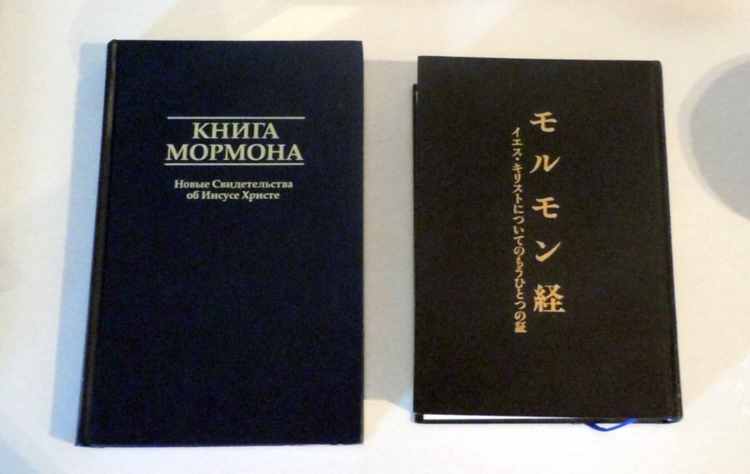 КНИГА
МОРМОНА
Новые Свидетельства
об Иисусе Христе
モルモン経
イエス・キリストについてのもうひとつの証